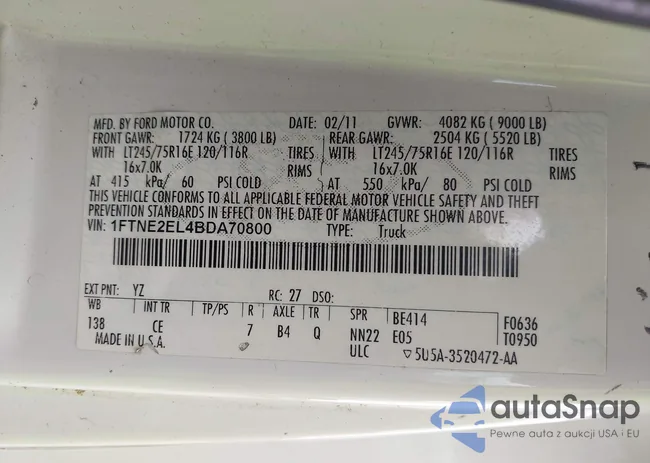 MFD. BY FORD MOTOR CO. DATE: 02/11 GVWR: 4082 KG ( 9000 LB)
FRONT GAWR: 1724 KG ( 3800 LB) REAR GAWR: 2504 KG ( 5520 LB)
WITH LT245/75R16E 120/116R TIRES WITH LT245/75R16E 120/116R TIRES
16x7.0K RIMS 16x7.0K RIMS
AT 415 kPa/ 60 PSI COLD AT 550 kPa/ 80 PSI COLD
THIS VEHICLE CONFORMS TO ALL APPLICABLE FEDERAL MOTOR VEHICLE SAFETY AND THEFT
PREVENTION STANDARDS IN EFFECT ON THE DATE OF MANUFACTURE SHOWN ABOVE.
VIN: 1FTNE2EL4BDA70800 TYPE: Truck
EXT PNT: YZ RC: 27 DSO:
WB INT TR TP/PS R AXLE TR SPR BE414 F0636
138 CE 7 B4 Q NN22 E05 T0950
MADE IN U.S.A. ULC ▽5U5A-3520472-AA
autaSnap
Pewne auta z aukcji USA i EU